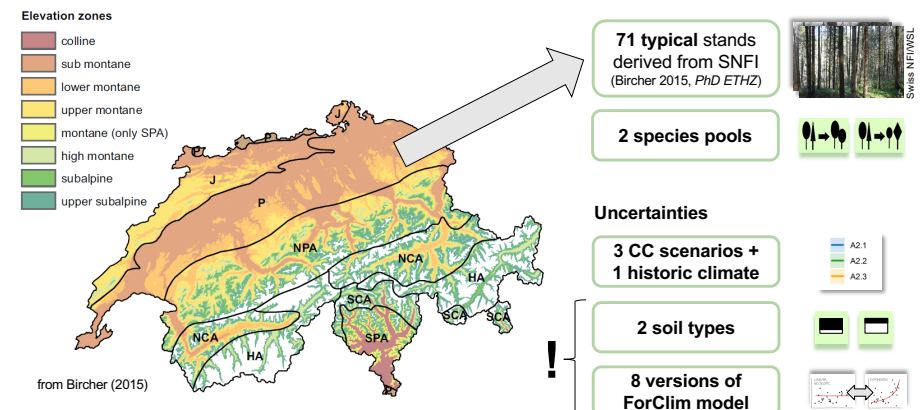 Elevation zones
colline
sub montane
lower montane
upper montane
montane (only SPA)
high montane
subalpine
upper subalpine
J
P
P
J
P
NPA
NCA
HA
SCA
SCA
SCA
NCA
HA
SPA
P
from Bircher (2015)
71 typical stands
derived from SNFI
(Bircher 2015, PhD ETHZ)
Swiss NFI/WSL
2 species pools
Uncertainties
3 CC scenarios +
1 historic climate
A2.1
A2.2
A2.3
!
2 soil types
8 versions of
ForClim model